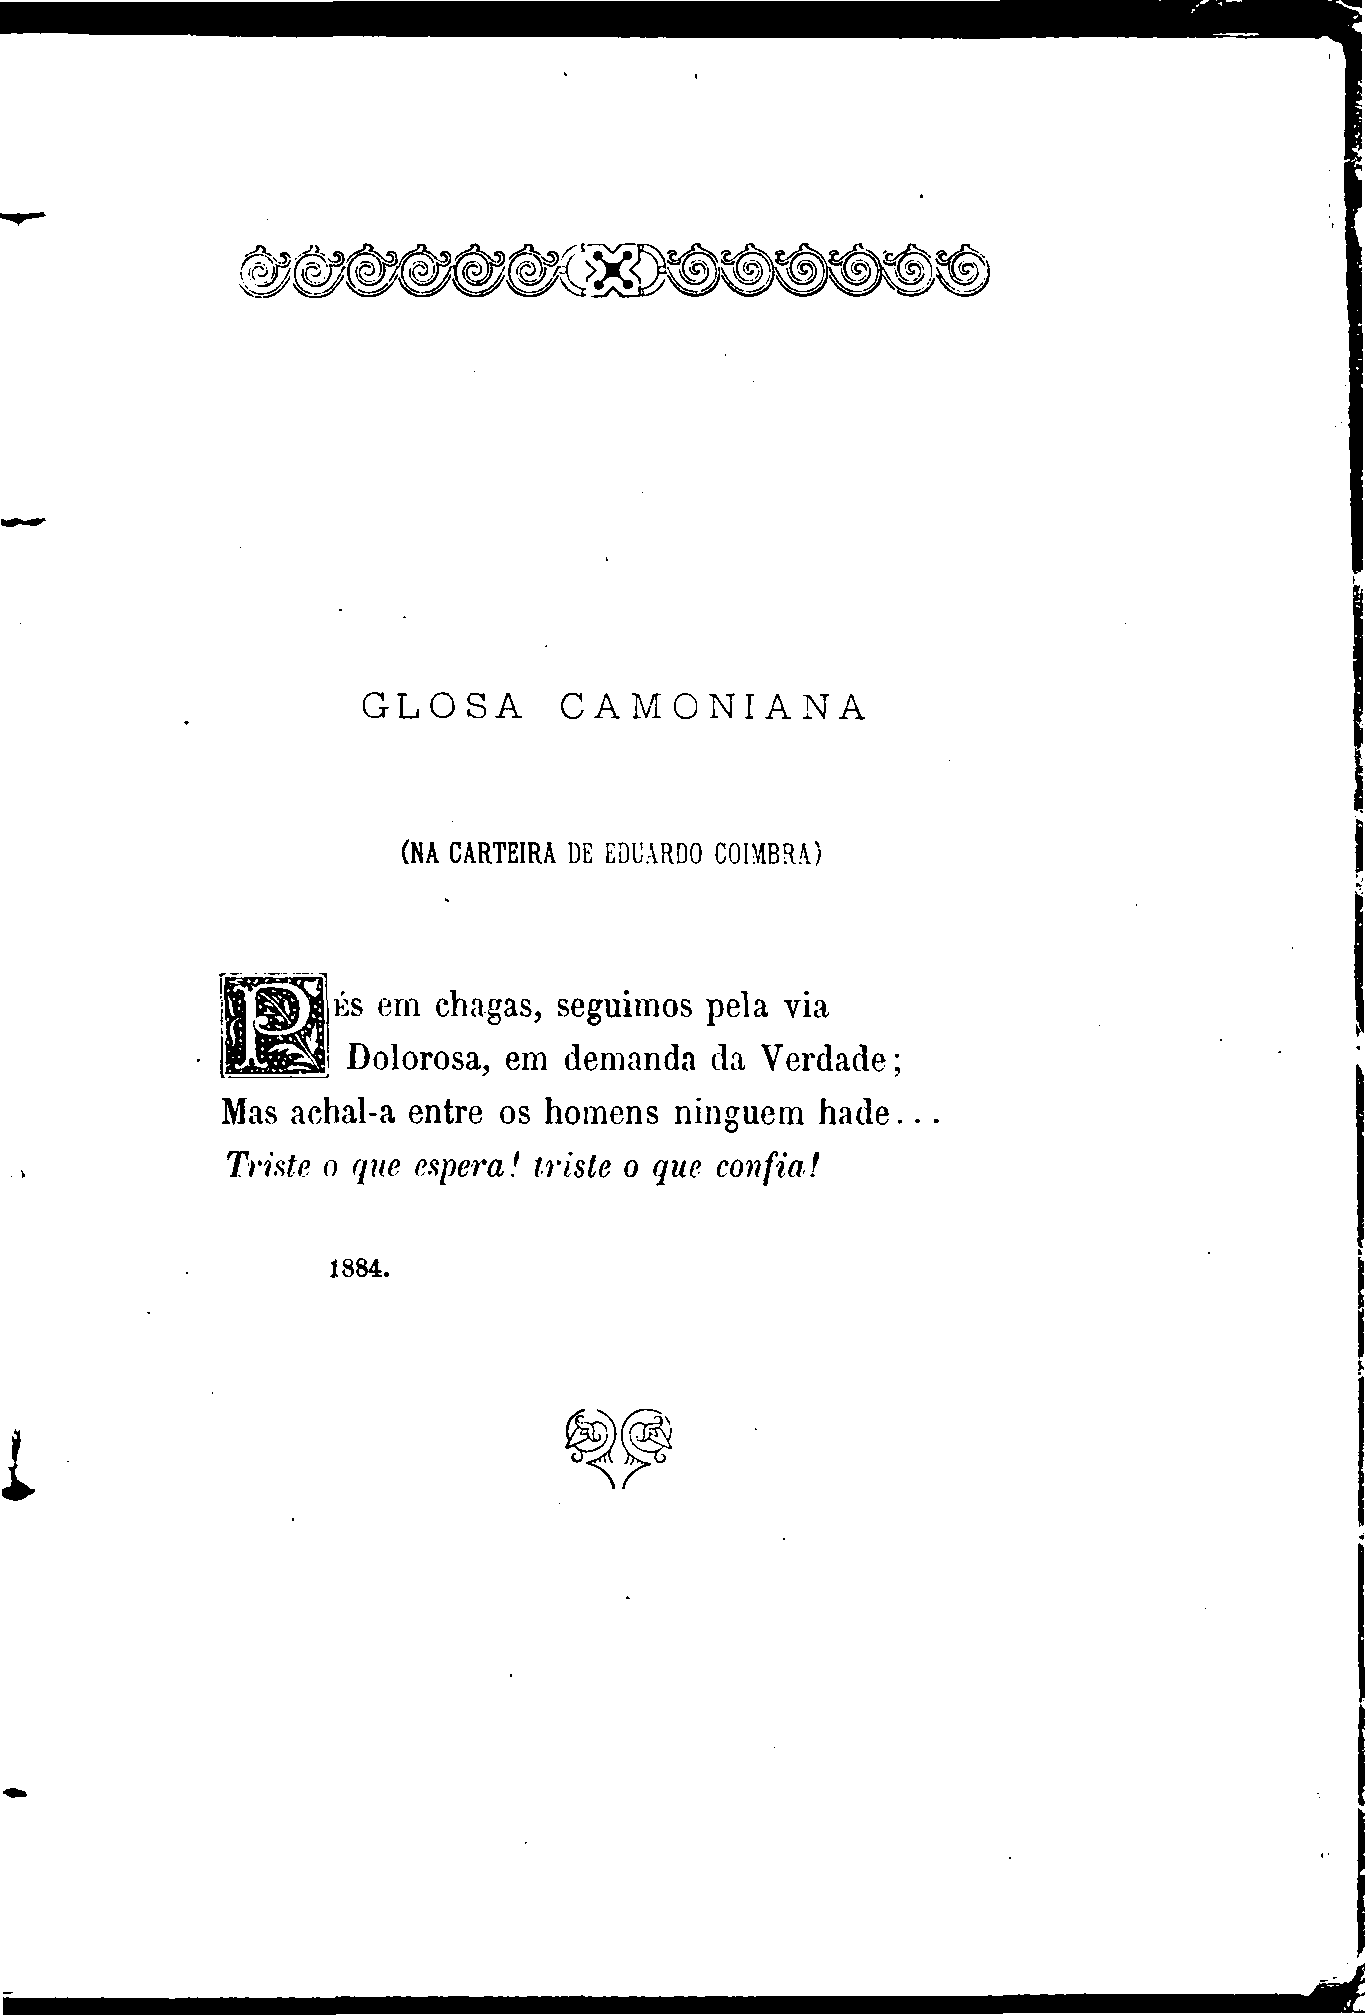 GLOSA CAMONIANA
(NA CARTEIRA DE EDUARDO COIMBRA)
PÉS em chagas, seguimos pela via
Dolorosa, em demanda da Verdade;
Mas achal-a entre os homens ninguem hade...
Triste o que espera! triste o que confia!
1884.